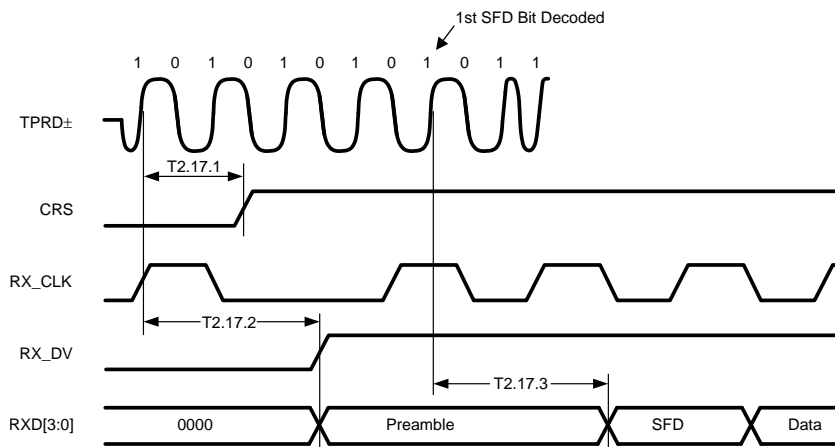 1st SFD Bit Decoded
1 0 1 0 1 0 1 0 1 0 1 1
TPRD±
T2.17.1
CRS
RX_CLK
T2.17.2
RX_DV
T2.17.3
RXD[3:0] 0000 Preamble SFD Data